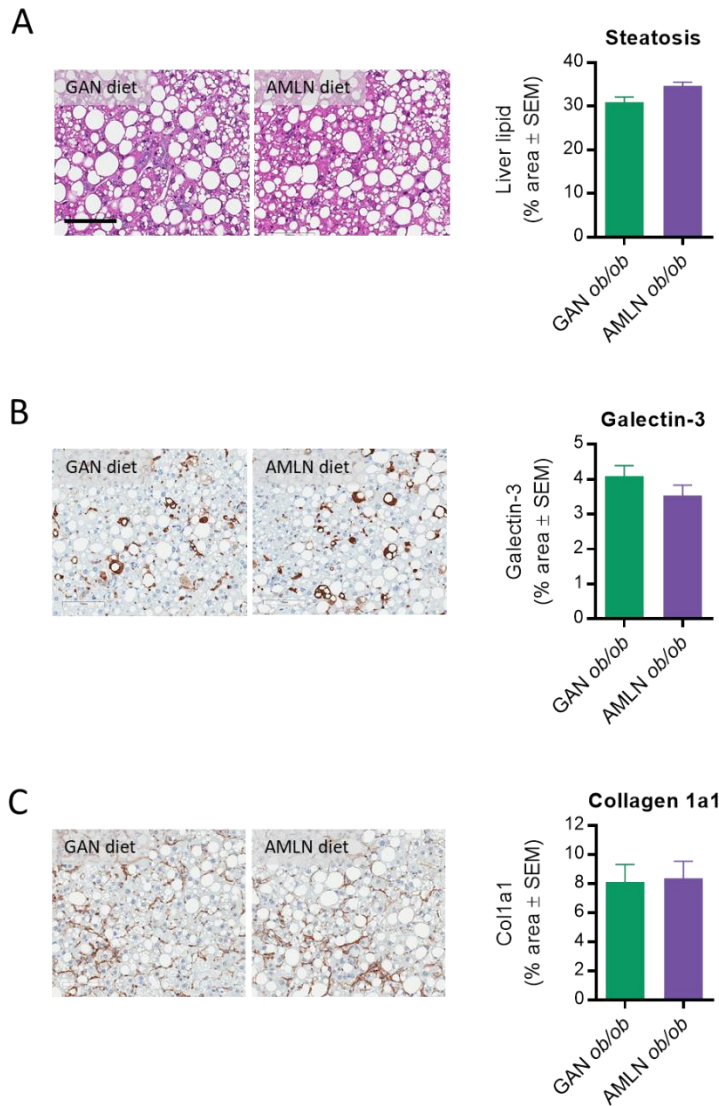 A
GAN diet
AMLN diet
Steatosis
Liver lipid
(% area ± SEM)
40
30
20
10
0
GAN ob/ob
AMLN ob/ob
B
GAN diet
AMLN diet
Galectin-3
Galectin-3
(% area ± SEM)
5
4
3
2
1
0
GAN ob/ob
AMLN ob/ob
C
GAN diet
AMLN diet
Collagen 1a1
Col1a1
(% area ± SEM)
12
10
8
6
4
2
0
GAN ob/ob
AMLN ob/ob